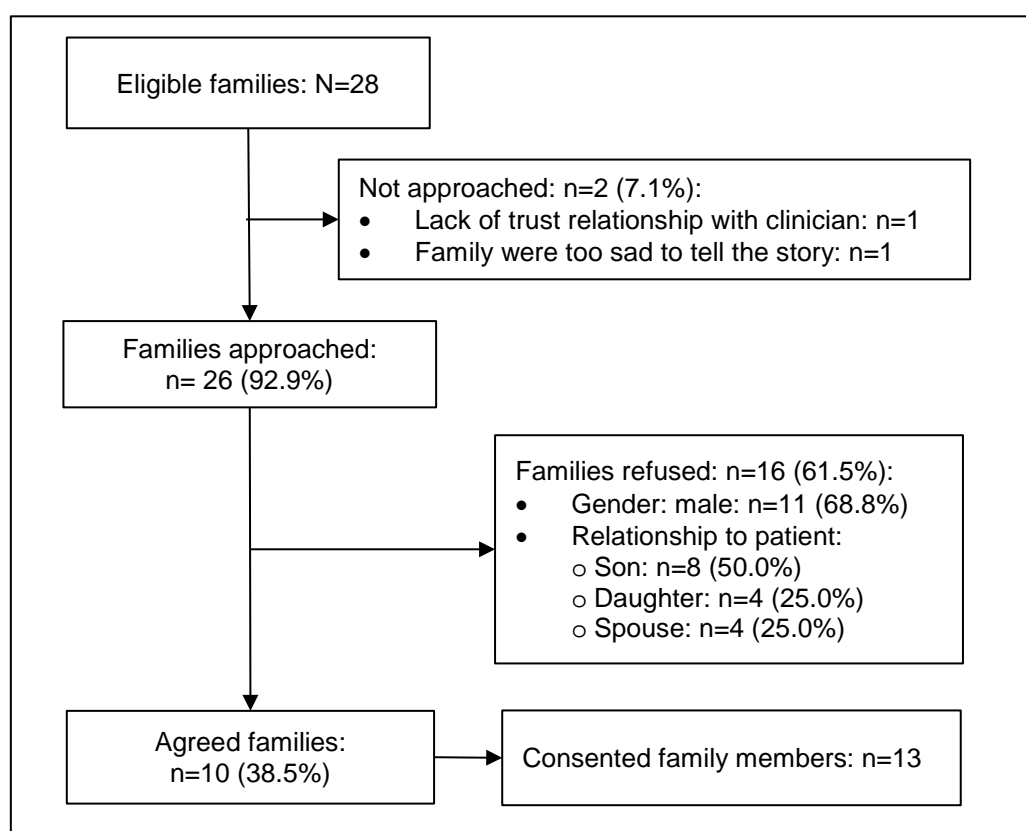 Eligible families: N=28
Not approached: n=2 (7.1%):
• Lack of trust relationship with clinician: n=1
• Family were too sad to tell the story: n=1
Families approached:
n= 26 (92.9%)
Families refused: n=16 (61.5%):
• Gender: male: n=11 (68.8%)
• Relationship to patient:
o Son: n=8 (50.0%)
o Daughter: n=4 (25.0%)
o Spouse: n=4 (25.0%)
Agreed families:
n=10 (38.5%)
Consented family members: n=13